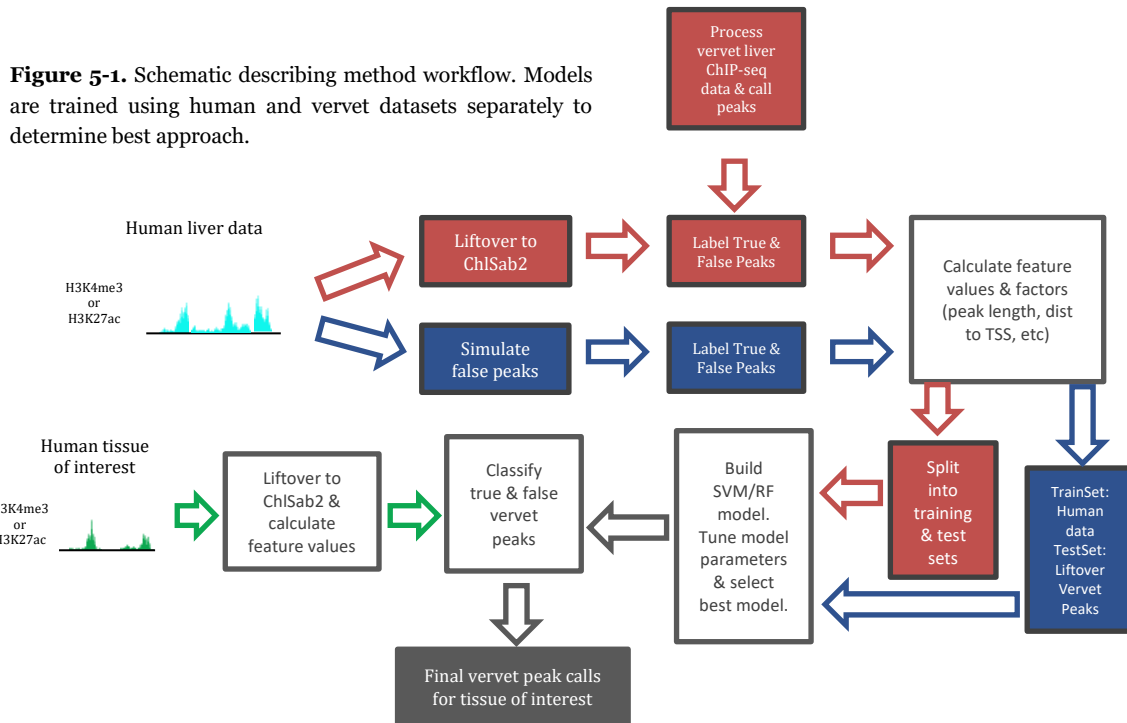 Figure 5-1. Schematic describing method workflow. Models
are trained using human and vervet datasets separately to
determine best approach.
Process
vervet liver
ChIP-seq
data & call
peaks
Human liver data
H3K4me3
or
H3K27ac
Liftover to
ChlSab2
Label True &
False Peaks
Simulate
false peaks
Label True &
False Peaks
Calculate feature
values & factors
(peak length, dist
to TSS, etc)
Human tissue
of interest
H3K4me3
or
H3K27ac
Liftover to
ChlSab2 &
calculate
feature values
Classify
true & false
vervet
peaks
Build
SVM/RF
model.
Tune model
parameters
& select
best model.
Split
into
training
& test
sets
TrainSet:
Human
data
TestSet:
Liftover
Vervet
Peaks
Final vervet peak calls
for tissue of interest